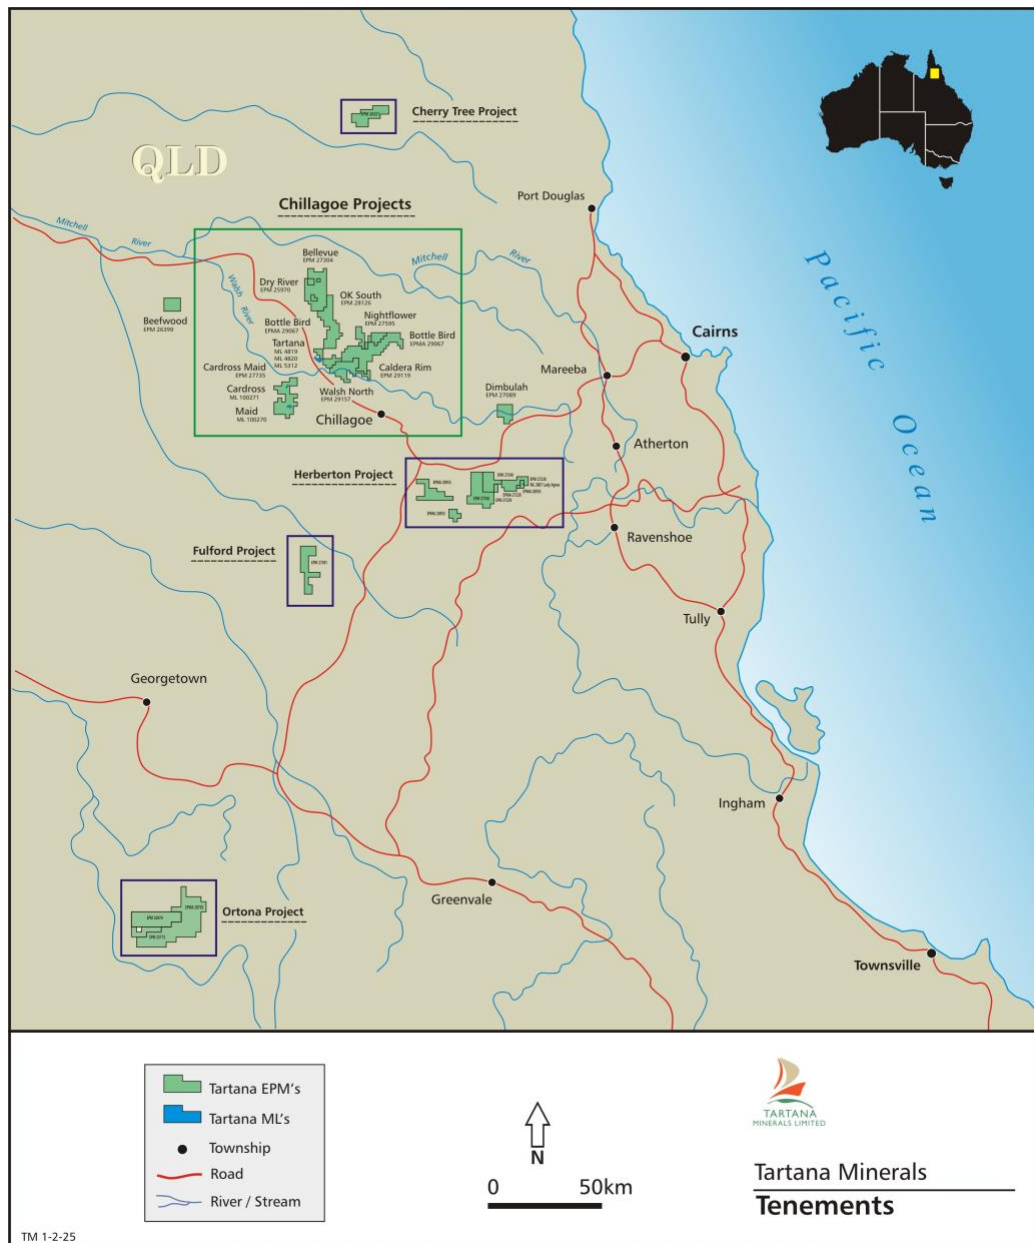 Cherry Tree Project
QLD
Chillagoe Projects
Port Douglas
Mitchell
River
Bellevue
EPM 27304
Mitchell
River
Walsh
River
Dry River
EPM 25970
OK South
EPM 28126
Beefwood
EPM 26399
Bottle Bird
EPMA 29067
Nightflower
EPM 27595
Bottle Bird
EPMA 29067
Tartana
ML 4819
ML 4820
ML 5312
Cairns
Cardross Maid
EPM 27735
Caldera Rim
EPM 29119
Mareeba
Cardross
ML 100271
Walsh North
EPM 29157
Dimbulah
EPM 27089
Maid
ML 100270
Chillagoe
Pacific
Ocean
Atherton
Herberton Project
Ravenshoe
Fulford Project
Tully
Georgetown
Ingham
Greenvale
Ortona Project
Townsville
Tartana EPM's
Tartana ML's
Township
Road
River / Stream
N
0 50km
TARTANA
MINERALS LIMITED
Tartana Minerals
Tenements
TM 1-2-25